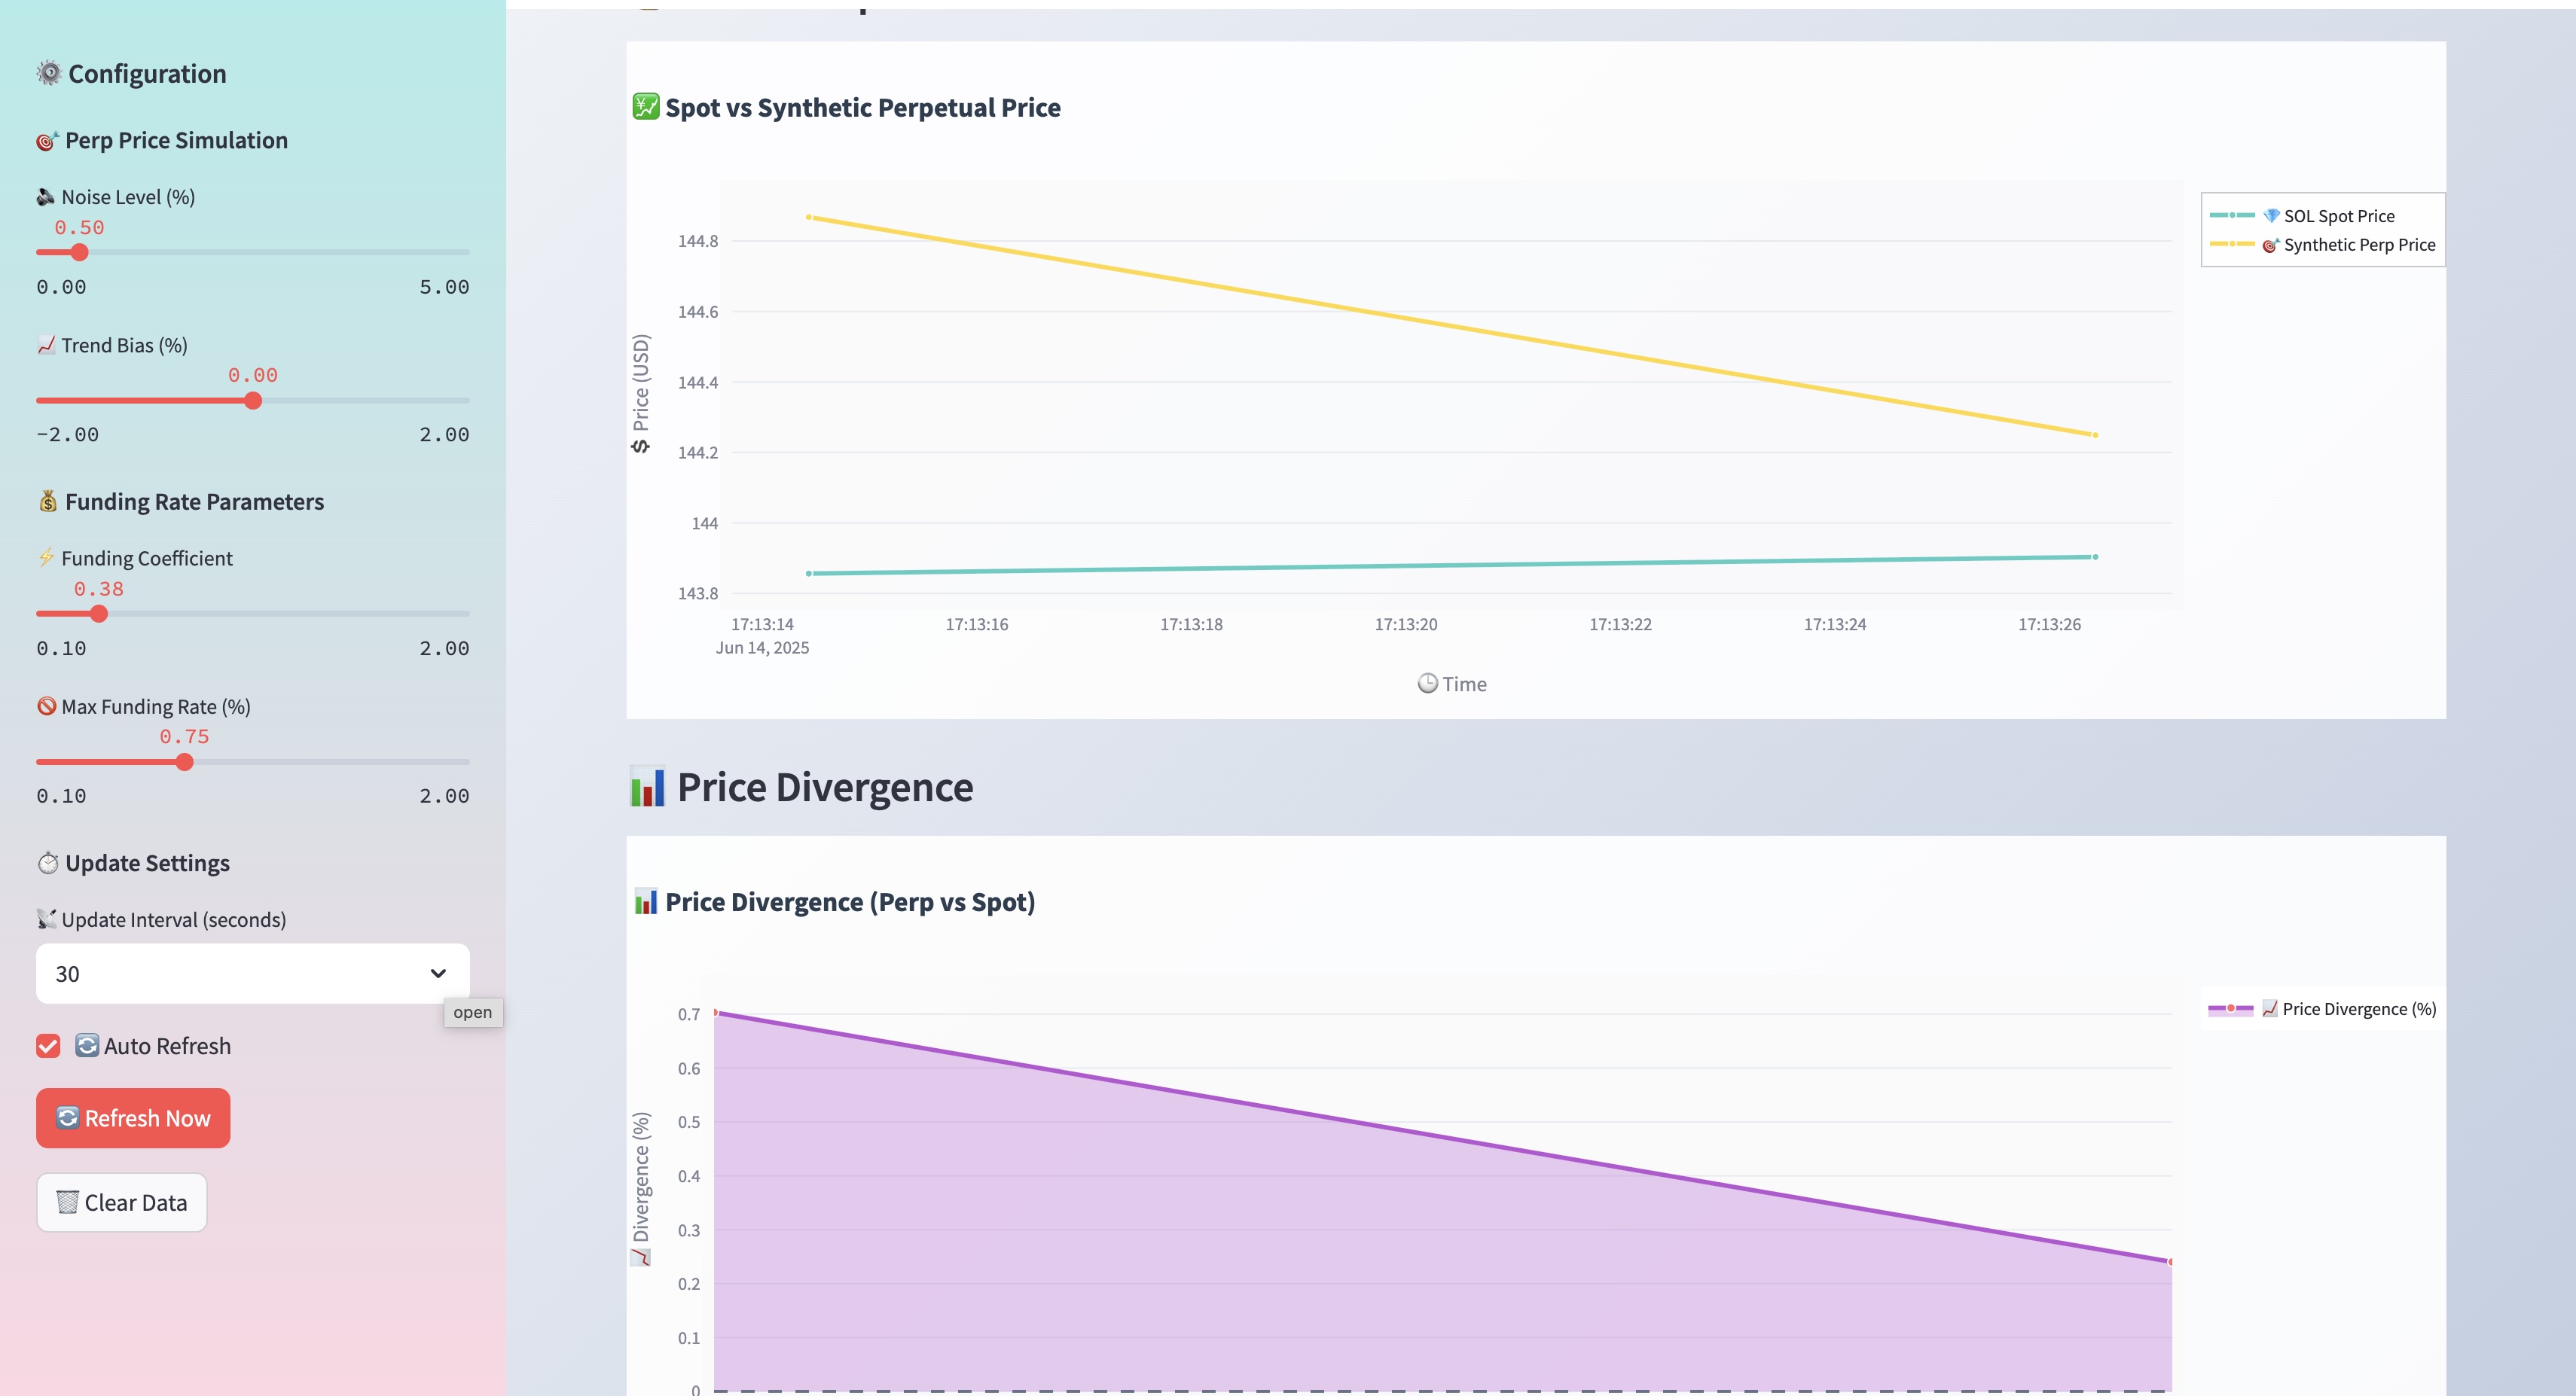 Configuration
Perp Price Simulation
Noise Level (%)
0.50
0.00 5.00
Trend Bias (%)
0.00
-2.00 2.00
Funding Rate Parameters
Funding Coefficient
0.38
0.10 2.00
Max Funding Rate (%)
0.75
0.10 2.00
Update Settings
Update Interval (seconds)
30
open
Auto Refresh
Refresh Now
Clear Data
Spot vs Synthetic Perpetual Price
SOL Spot Price
Synthetic Perp Price
Price (USD)
144.8
144.6
144.4
144.2
144
143.8
17:13:14 17:13:16 17:13:18 17:13:20 17:13:22 17:13:24 17:13:26
Jun 14, 2025
Time
Price Divergence
Price Divergence (Perp vs Spot)
Price Divergence (%)
Divergence (%)
0.7
0.6
0.5
0.4
0.3
0.2
0.1
0